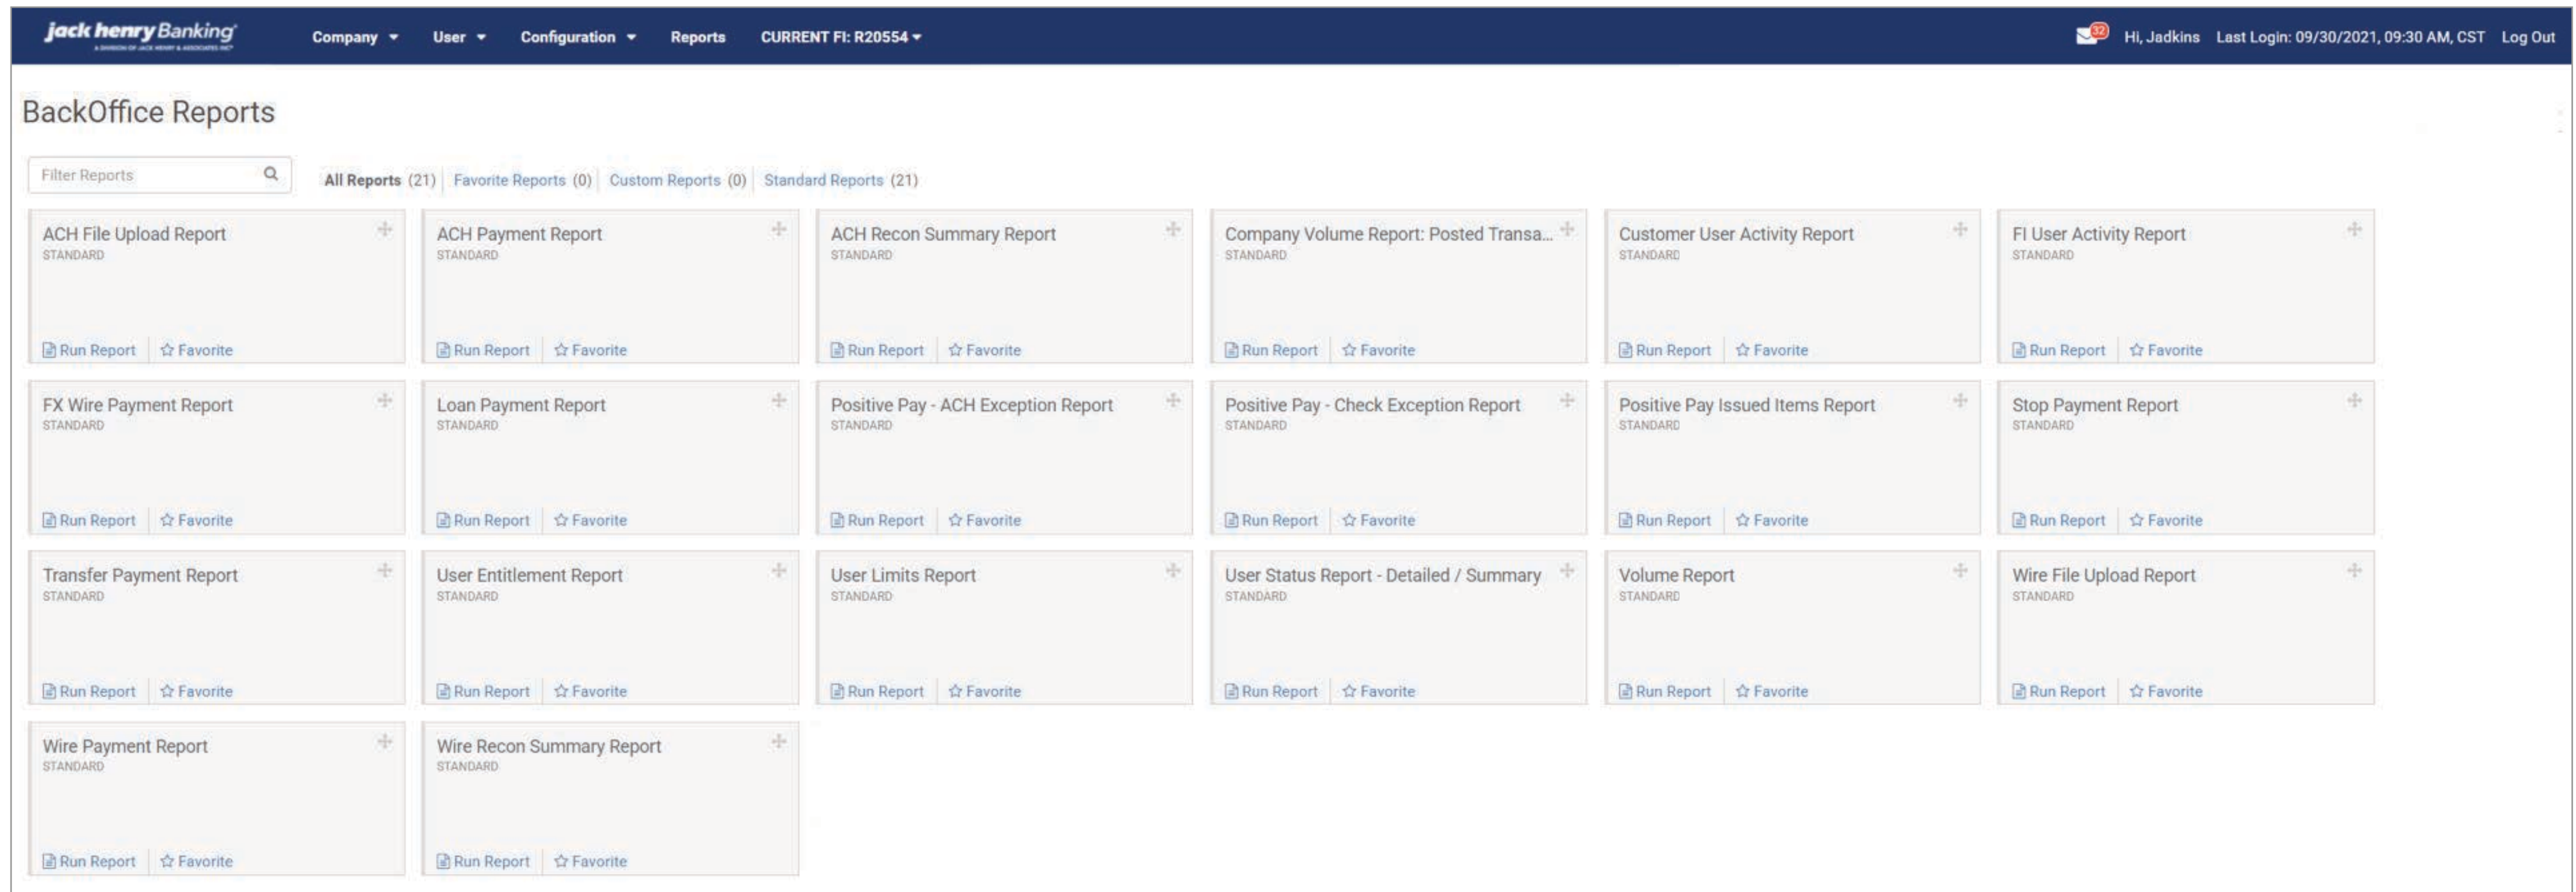 jack henry Banking
A DIVISION OF JACK HENRY & ASSOCIATES INC
Company User Configuration Reports CURRENT FI: R20554
32 Hi, Jadkins Last Login: 09/30/2021, 09:30 AM, CST Log Out
BackOffice Reports
Filter Reports All Reports (21) Favorite Reports (0) Custom Reports (0) Standard Reports (21)
ACH File Upload Report
STANDARD
Run Report Favorite
ACH Payment Report
STANDARD
Run Report Favorite
ACH Recon Summary Report
STANDARD
Run Report Favorite
Company Volume Report: Posted Transa...
STANDARD
Run Report Favorite
Customer User Activity Report
STANDARD
Run Report Favorite
FI User Activity Report
STANDARD
Run Report Favorite
FX Wire Payment Report
STANDARD
Run Report Favorite
Loan Payment Report
STANDARD
Run Report Favorite
Positive Pay - ACH Exception Report
STANDARD
Run Report Favorite
Positive Pay - Check Exception Report
STANDARD
Run Report Favorite
Positive Pay Issued Items Report
STANDARD
Run Report Favorite
Stop Payment Report
STANDARD
Run Report Favorite
Transfer Payment Report
STANDARD
Run Report Favorite
User Entitlement Report
STANDARD
Run Report Favorite
User Limits Report
STANDARD
Run Report Favorite
User Status Report - Detailed / Summary
STANDARD
Run Report Favorite
Volume Report
STANDARD
Run Report Favorite
Wire File Upload Report
STANDARD
Run Report Favorite
Wire Payment Report
STANDARD
Run Report Favorite
Wire Recon Summary Report
STANDARD
Run Report Favorite